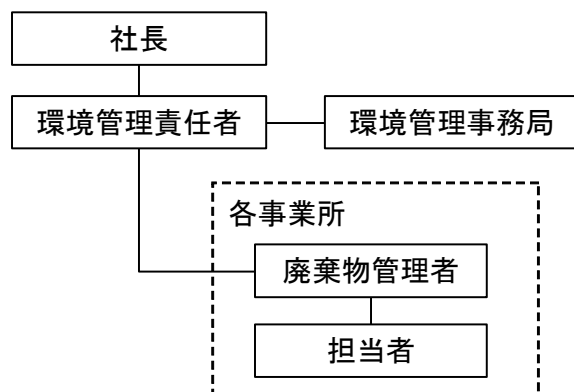 社長
環境管理責任者
環境管理事務局
各事業所
廃棄物管理者
担当者